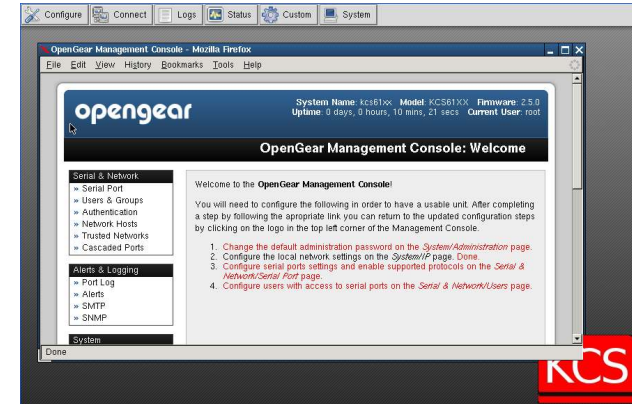 Configure Connect Logs Status Custom System
OpenGear Management Console - Mozilla Firefox
File Edit View History Bookmarks Tools Help
opengear
System Name: kcs61xx Model: KCS61XX Firmware: 2.5.0
Uptime: 0 days, 0 hours, 10 mins, 21 secs Current User: root
OpenGear Management Console: Welcome
Serial & Network
» Serial Port
» Users & Groups
» Authentication
» Network Hosts
» Trusted Networks
» Cascaded Ports
Alerts & Logging
» Port Log
» Alerts
» SMTP
» SNMP
System
Welcome to the OpenGear Management Console!
You will need to configure the following in order to have a usable unit. After completing
a step by following the apropriate link you can return to the updated configuration steps
by clicking on the logo in the top left corner of the Management Console.
1. Change the default administration password on the System/Administration page.
2. Configure the local network settings on the System/IP page. Done.
3. Configure serial ports settings and enable supported protocols on the Serial &
Network/Serial Port page.
4. Configure users with access to serial ports on the Serial & Network/Users page.
Done
KCS